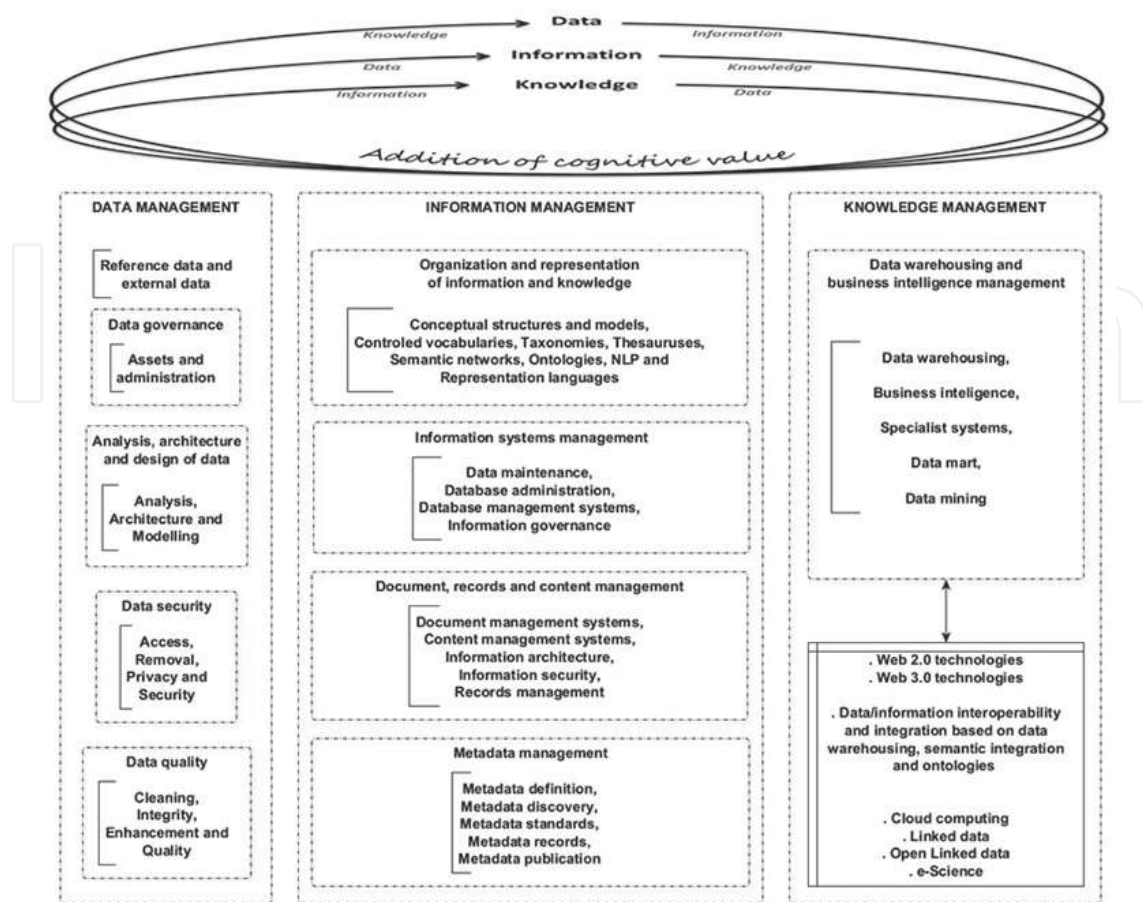 Data
Knowledge
Information
Information
Data
Knowledge
Knowledge
Information
Data
Addition of cognitive value
DATA MANAGEMENT
Reference data and
external data
Data governance
Assets and
administration
Analysis, architecture
and design of data
Analysis,
Architecture and
Modelling
Data security
Access,
Removal,
Privacy and
Security
Data quality
Cleaning,
Integrity,
Enhancement and
Quality
INFORMATION MANAGEMENT
Organization and representation
of information and knowledge
Conceptual structures and models,
Controled vocabularies, Taxonomies, Thesauruses,
Semantic networks, Ontologies, NLP and
Representation languages
Information systems management
Data maintenance,
Database administration,
Database management systems,
Information governance
Document, records and content management
Document management systems,
Content management systems,
Information architecture,
Information security,
Records management
Metadata management
Metadata definition,
Metadata discovery,
Metadata standards,
Metadata records,
Metadata publication
KNOWLEDGE MANAGEMENT
Data warehousing and
business intelligence management
Data warehousing,
Business inteligence,
Specialist systems,
Data mart,
Data mining
. Web 2.0 technologies
. Web 3.0 technologies
. Data/information interoperability
and integration based on data
warehousing, semantic integration
and ontologies
. Cloud computing
. Linked data
. Open Linked data
. e-Science